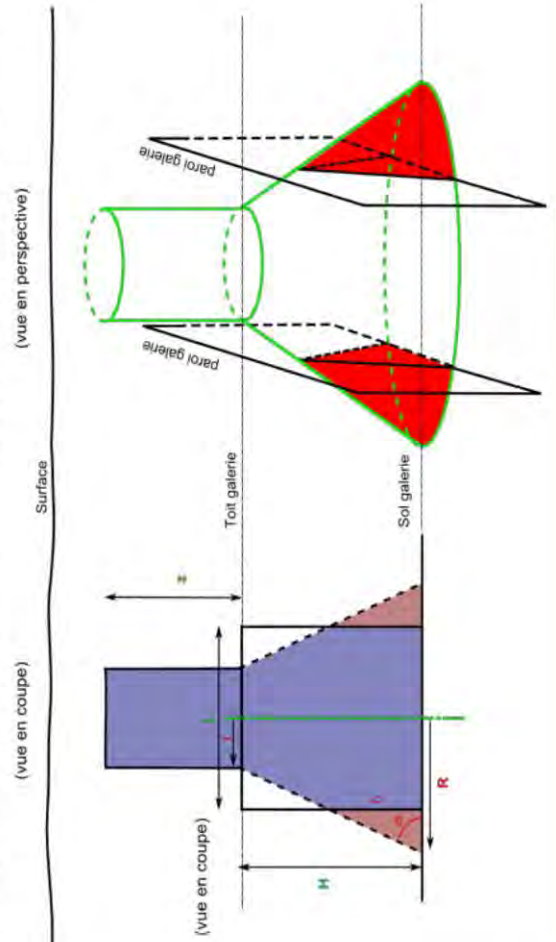 (vue en coupe)
Surface
(vue en perspective)
paroi galerie
paroi galerie
Toit galerie
Sol galerie
(vue en coupe)
r
H
R